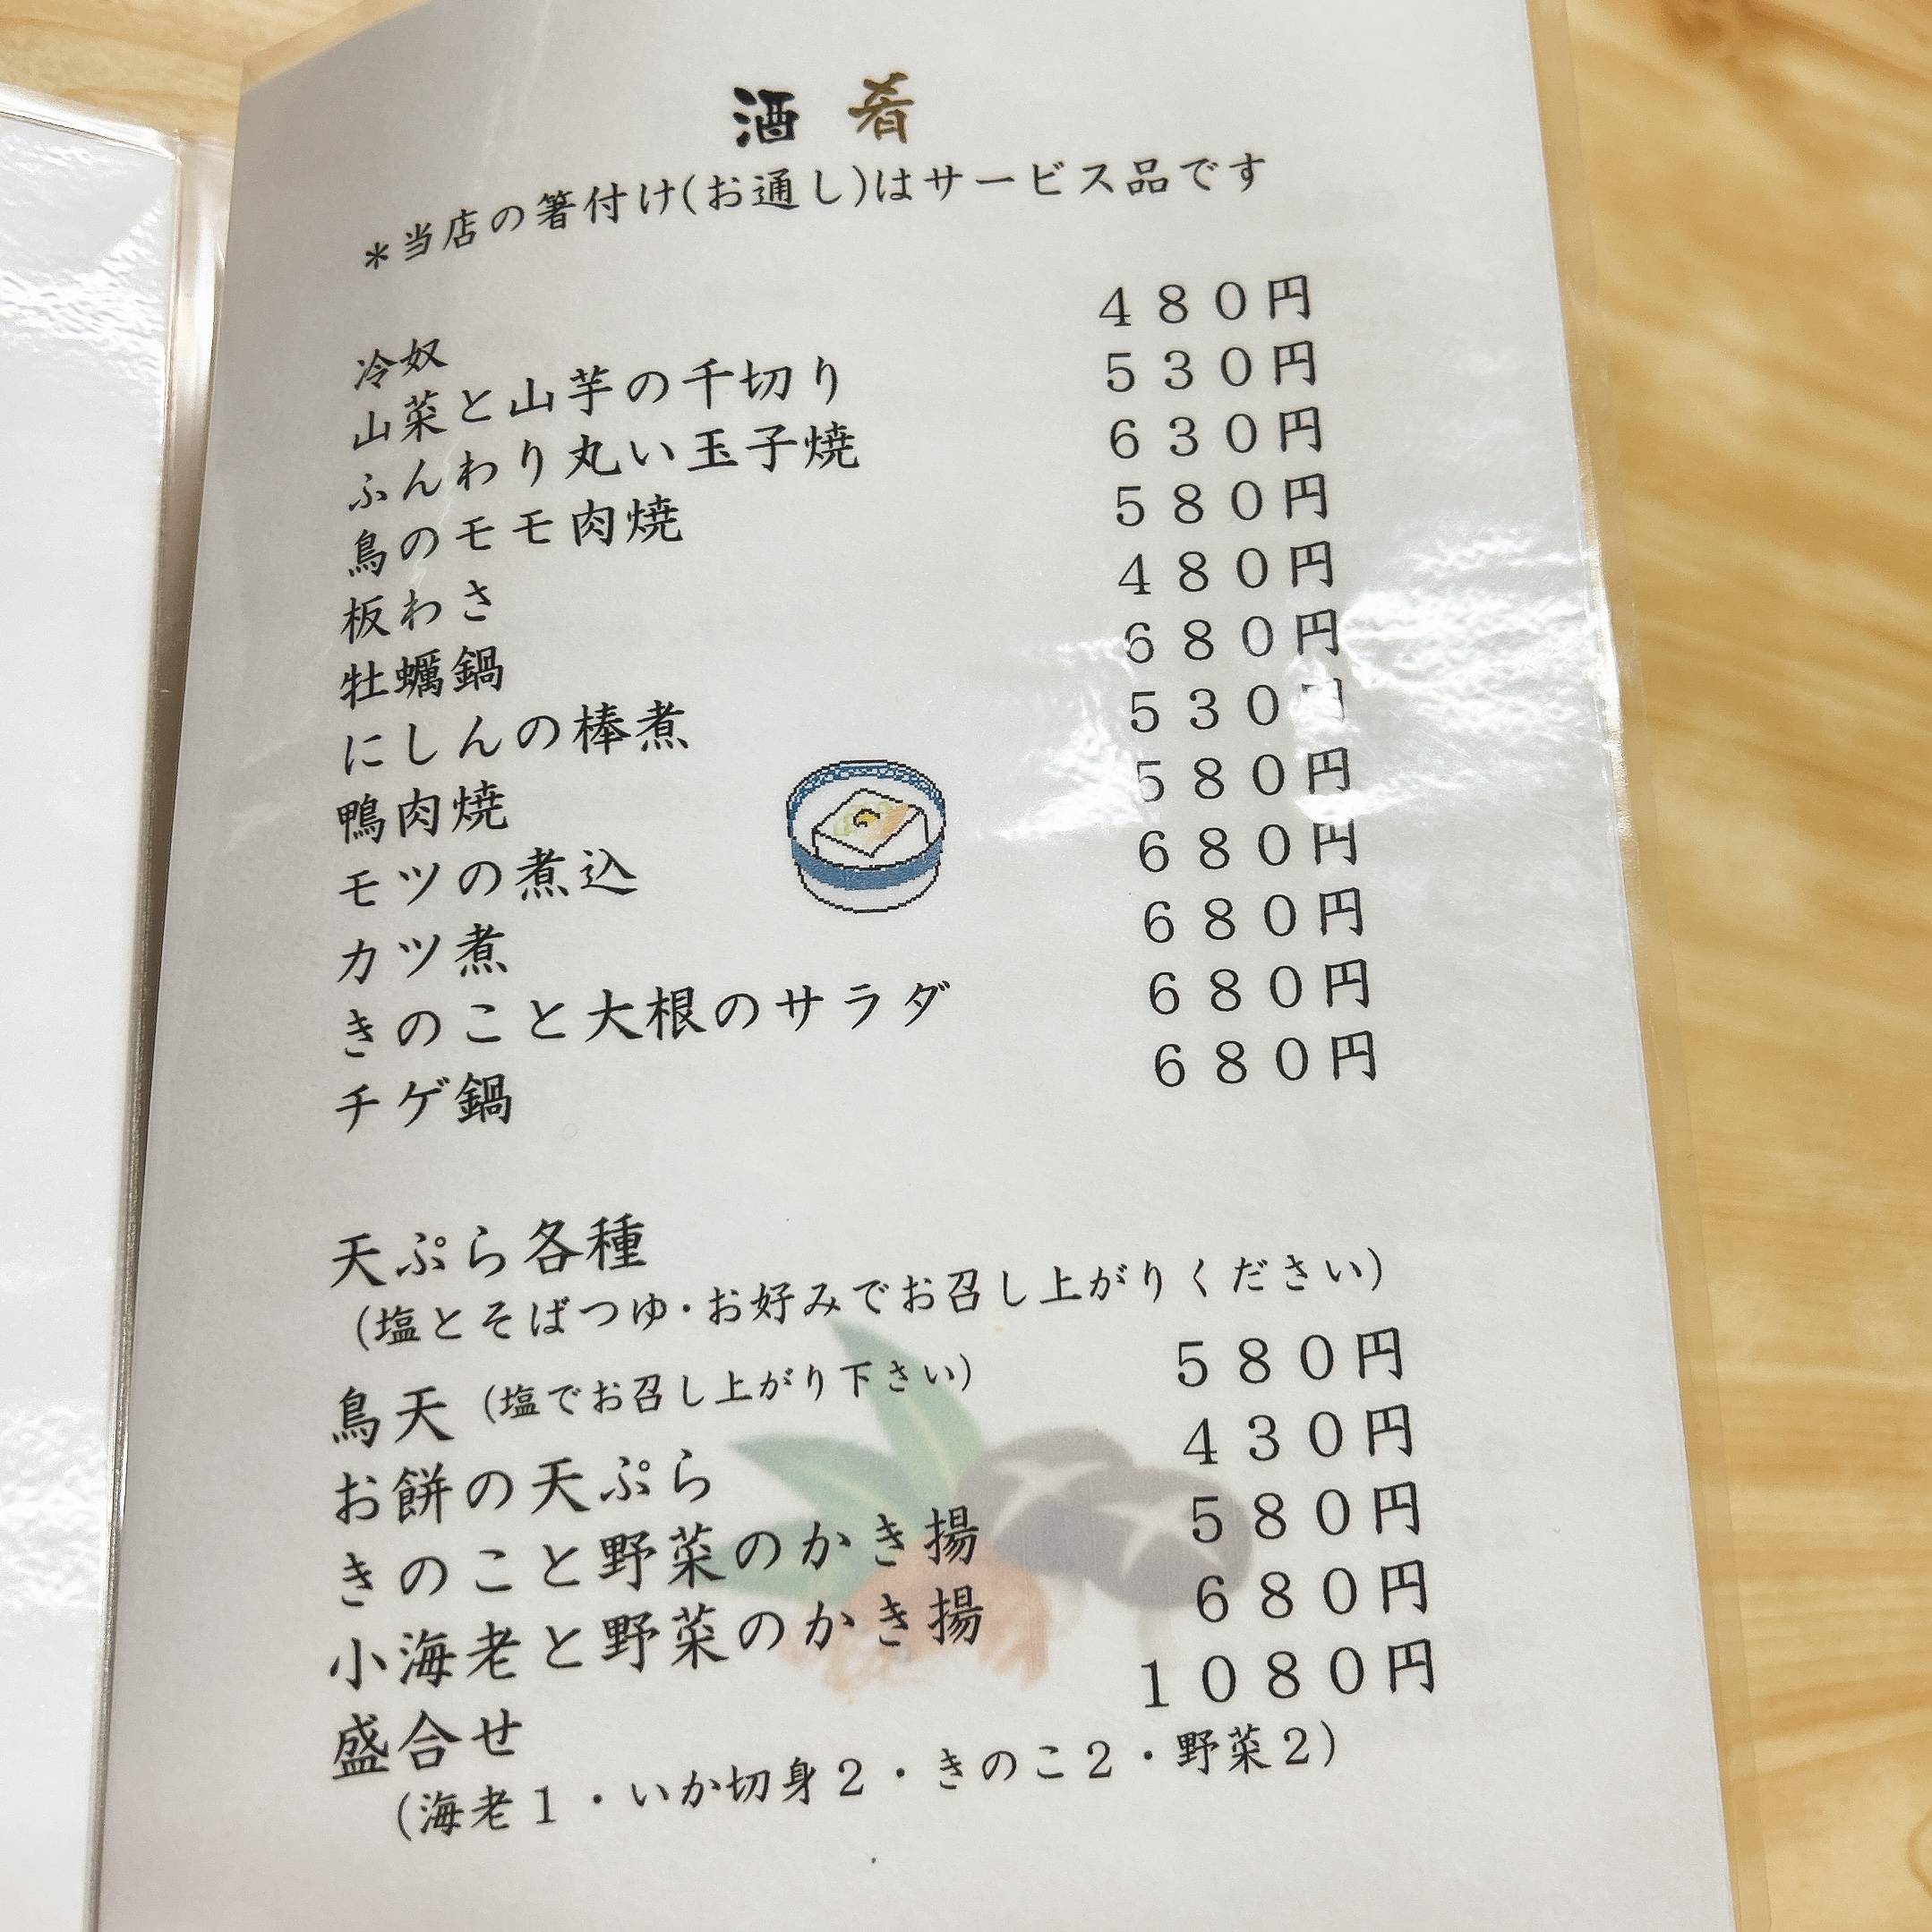 酒 肴
*当店の箸付け(お通し)はサービス品です
冷奴 480円
山菜と山芋の千切り 530円
ふんわり丸い玉子焼 630円
鳥のモモ肉焼 580円
板わさ 480円
牡蠣鍋 680円
にしんの棒煮 530円
鴨肉焼 580円
モツの煮込 680円
カツ煮 680円
きのこと大根のサラダ 680円
チゲ鍋 680円
天ぷら各種
(塩とそばつゆ・お好みでお召し上がりください)
鳥天 (塩でお召し上がり下さい) 580円
お餅の天ぷら 430円
きのこと野菜のかき揚 580円
小海老と野菜のかき揚 680円
盛合せ 1080円
(海老1・いか切身2・きのこ2・野菜2)